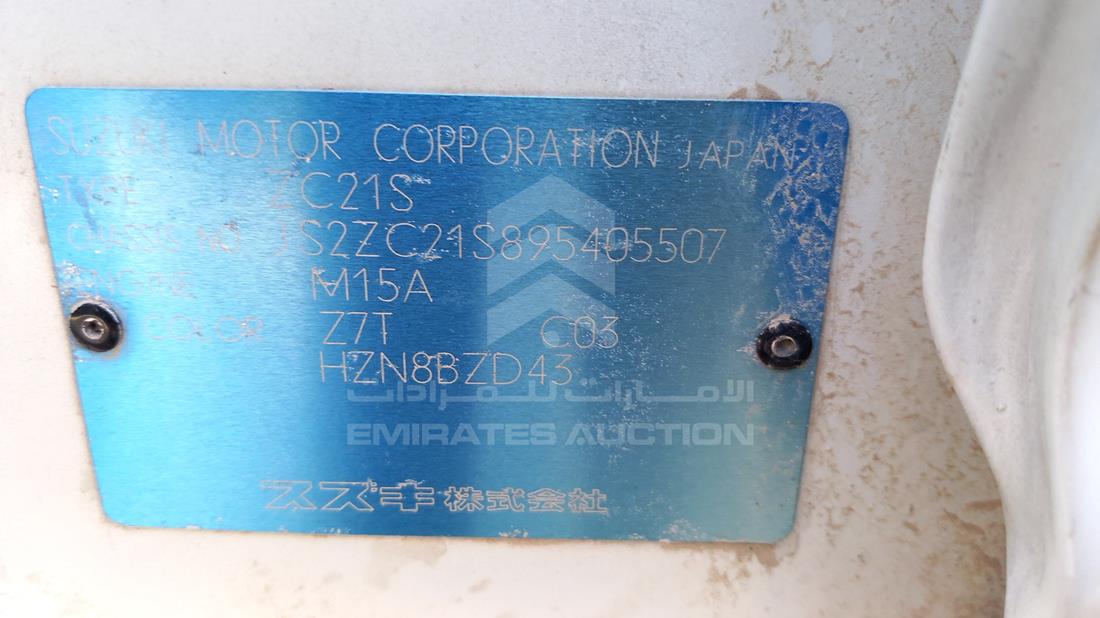 SUZUKI MOTOR CORPORATION JAPAN
TYPE ZC21S
CHASSIS NO JS2ZC21S895405507
ENGINE M15A
COLOR Z7T C03
HZN8BZD43
الامارات للمزادات
EMIRATES AUCTION
スズキ株式会社